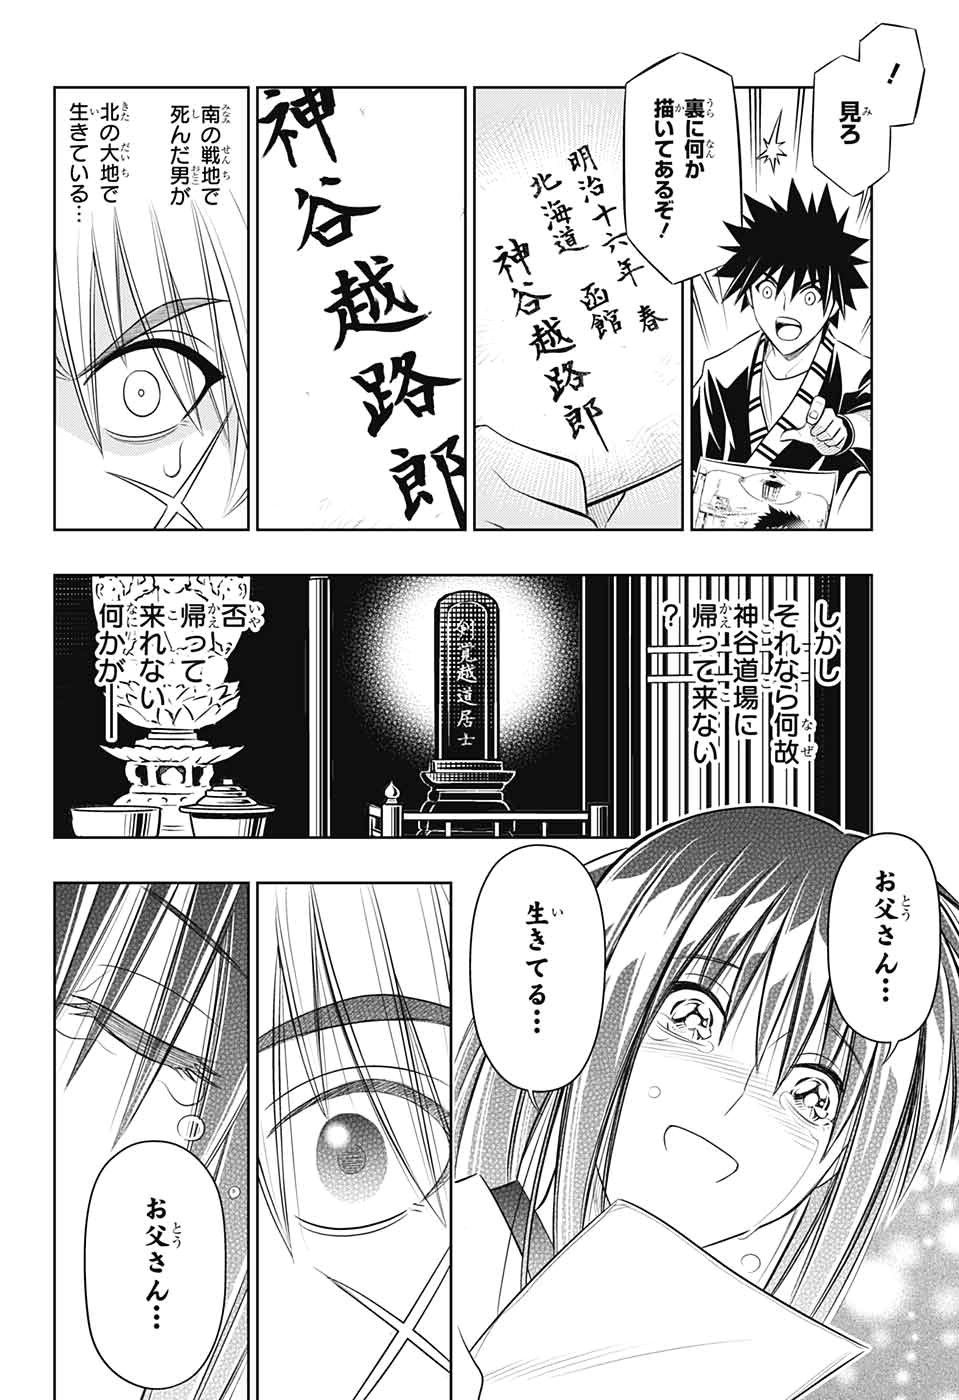 !
見ろ
裏に何か
描いてあるぞ!
明治十六年 春
北海道 函館
神谷越路郎
神谷越路郎
南の戦地で
死んだ男が
北の大地で
生きている…
しかし
それなら何故
神谷道場に
帰って来ない
?
否
帰って
来れない
何かが
越道居士
お父さん…
生きてる…
お父さん…